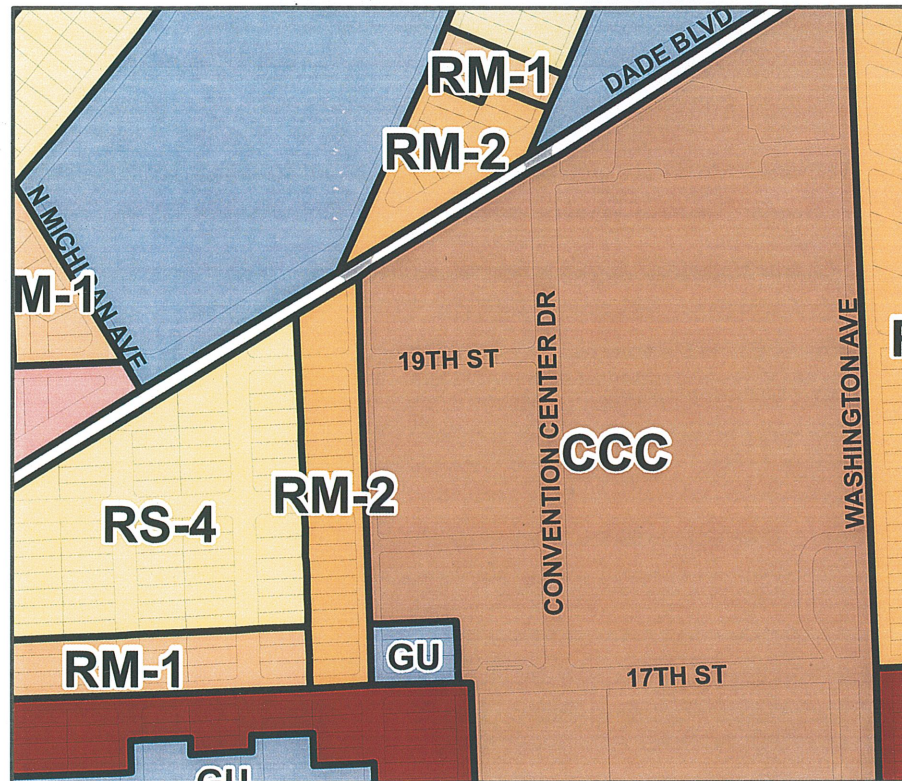 RM-1
DADE BLVD
RM-2
N MICHIGAN AVE
M-1
19TH ST
CONVENTION CENTER DR
WASHINGTON AVE
CCC
RM-2
RS-4
RM-1
GU
17TH ST
GU